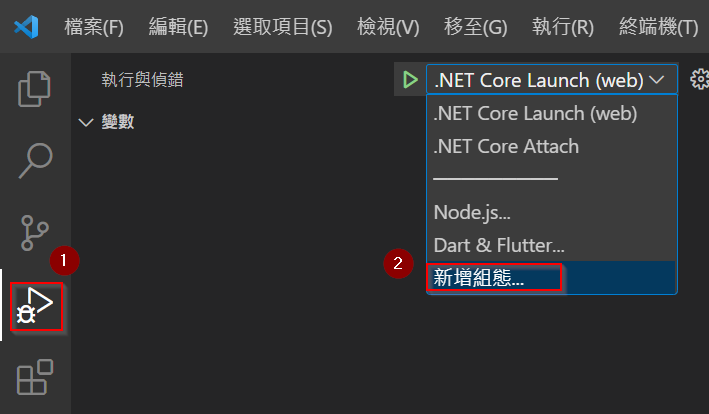 檔案(F) 編輯(E) 選取項目(S) 檢視(V) 移至(G) 執行(R) 終端機(T)
執行與偵錯
.NET Core Launch (web)
變數
.NET Core Launch (web)
.NET Core Attach
Node.js...
Dart & Flutter...
新增組態...
1
2